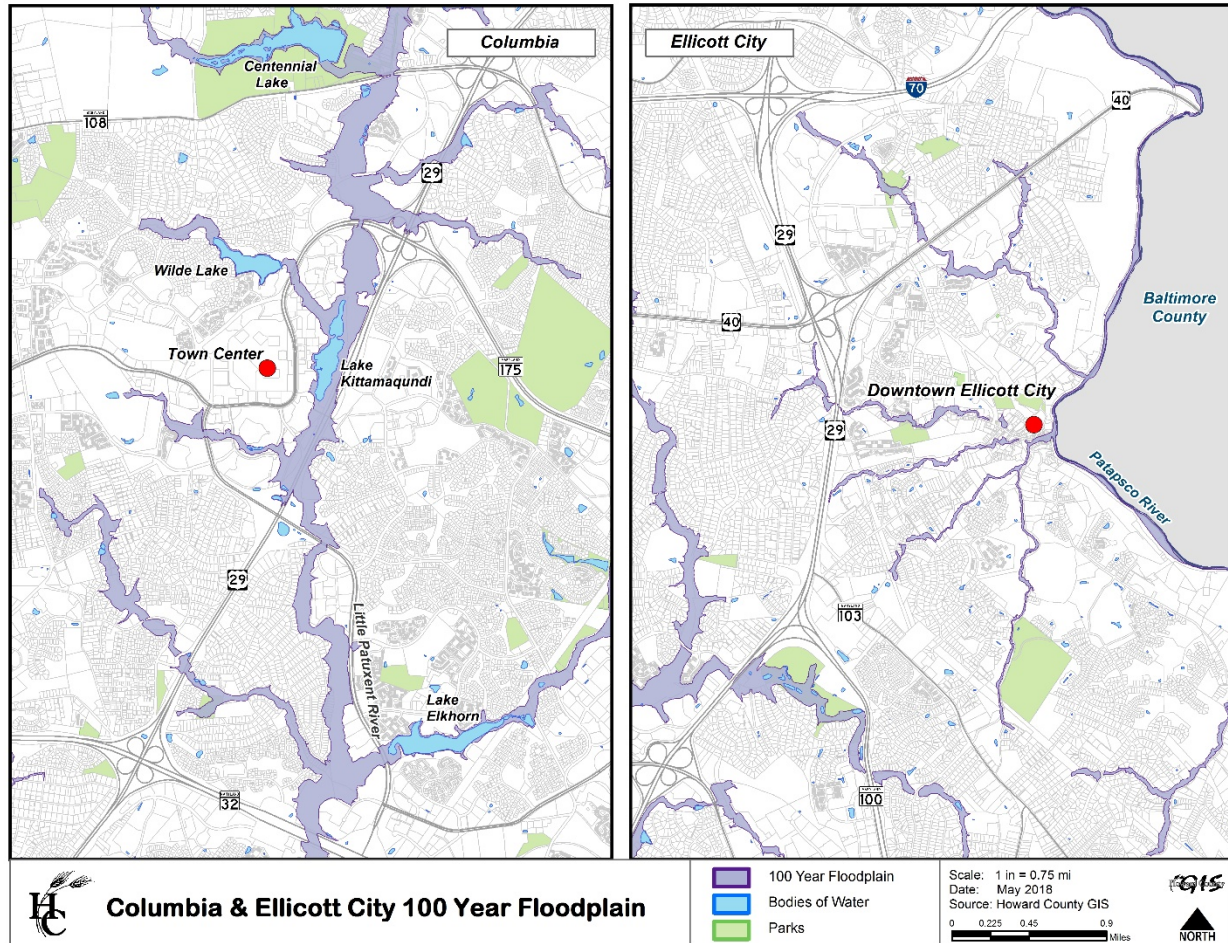 Columbia
Centennial
Lake
108
29
Wilde Lake
Town Center
Lake
Kittamaqundi
175
29
Little Patuxent River
Lake
Elkhorn
32
Ellicott City
70
40
29
Baltimore
County
40
Downtown Ellicott City
29
Patapsco River
103
100
HC
Columbia & Ellicott City 100 Year Floodplain
100 Year Floodplain
Bodies of Water
Parks
Scale: 1 in = 0.75 mi
Date: May 2018
Source: Howard County GIS
0 0.225 0.45 0.9
Miles
GIS
NORTH